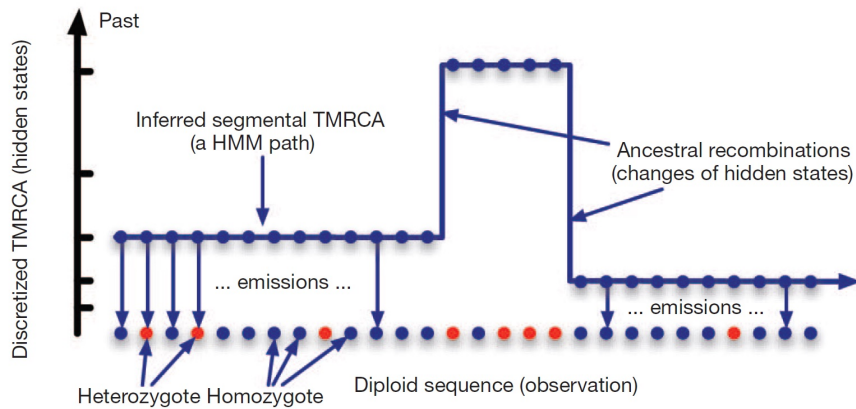 Past
Discretized TMRCA (hidden states)
Inferred segmental TMRCA
(a HMM path)
Ancestral recombinations
(changes of hidden states)
... emissions ...
... emissions ...
Heterozygote Homozygote
Diploid sequence (observation)